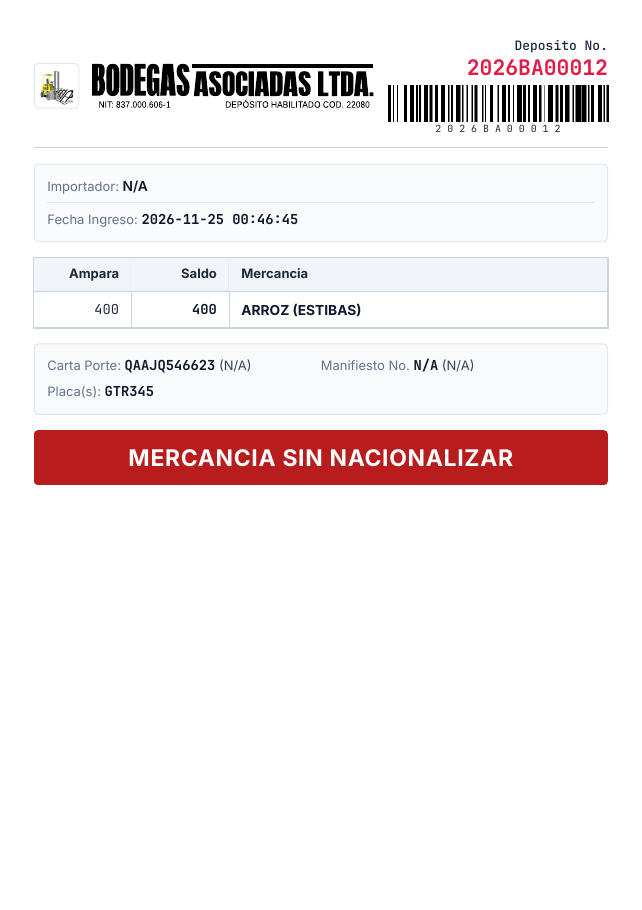 Deposito No.
2026BA00012
BODEGAS ASOCIADAS LTDA.
NIT: 837.000.606-1 DEPÓSITO HABILITADO COD. 22080
2026BA00012
Importador: N/A
Fecha Ingreso: 2026-11-25 00:46:45
Ampara Saldo Mercancia
400 400 ARROZ (ESTIBAS)
Carta Porte: QAAJQ546623 (N/A) Manifiesto No. N/A (N/A)
Placa(s): GTR345
MERCANCIA SIN NACIONALIZAR